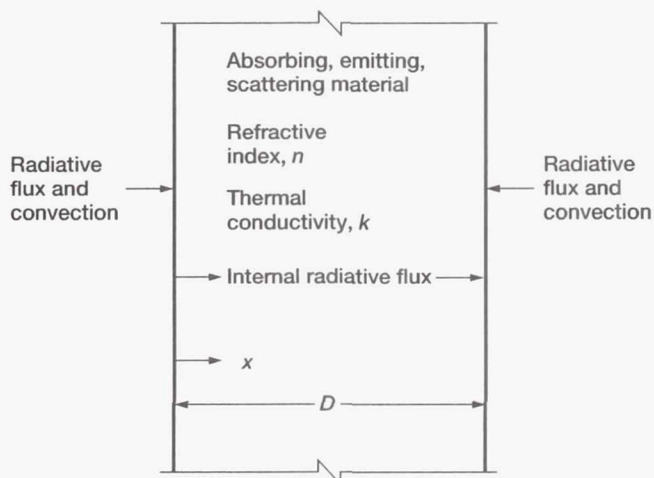 Absorbing, emitting,
scattering material
Refractive
index, n
Radiative
flux and
convection
Thermal
conductivity, k
Radiative
flux and
convection
Internal radiative flux
x
D